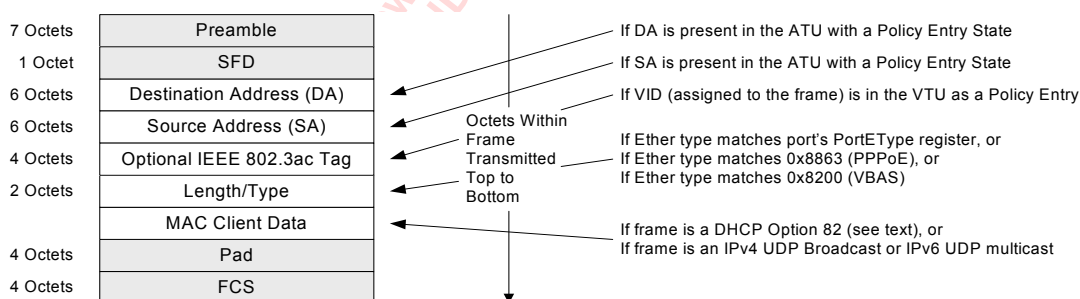 7 Octets
Preamble
1 Octet
SFD
6 Octets
Destination Address (DA)
6 Octets
Source Address (SA)
4 Octets
Optional IEEE 802.3ac Tag
2 Octets
Length/Type
MAC Client Data
4 Octets
Pad
4 Octets
FCS
Octets Within
Frame
Transmitted
Top to
Bottom
If DA is present in the ATU with a Policy Entry State
If SA is present in the ATU with a Policy Entry State
If VID (assigned to the frame) is in the VTU as a Policy Entry
If Ether type matches port's PortEType register, or
If Ether type matches 0x8863 (PPPoE), or
If Ether type matches 0x8200 (VBAS)
If frame is a DHCP Option 82 (see text), or
If frame is an IPv4 UDP Broadcast or IPv6 UDP multicast